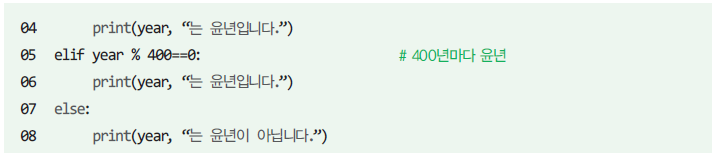 04 print(year, “는 윤년입니다.”)
05 elif year % 400==0: # 400년마다 윤년
06 print(year, “는 윤년입니다.”)
07 else:
08 print(year, “는 윤년이 아닙니다.”)